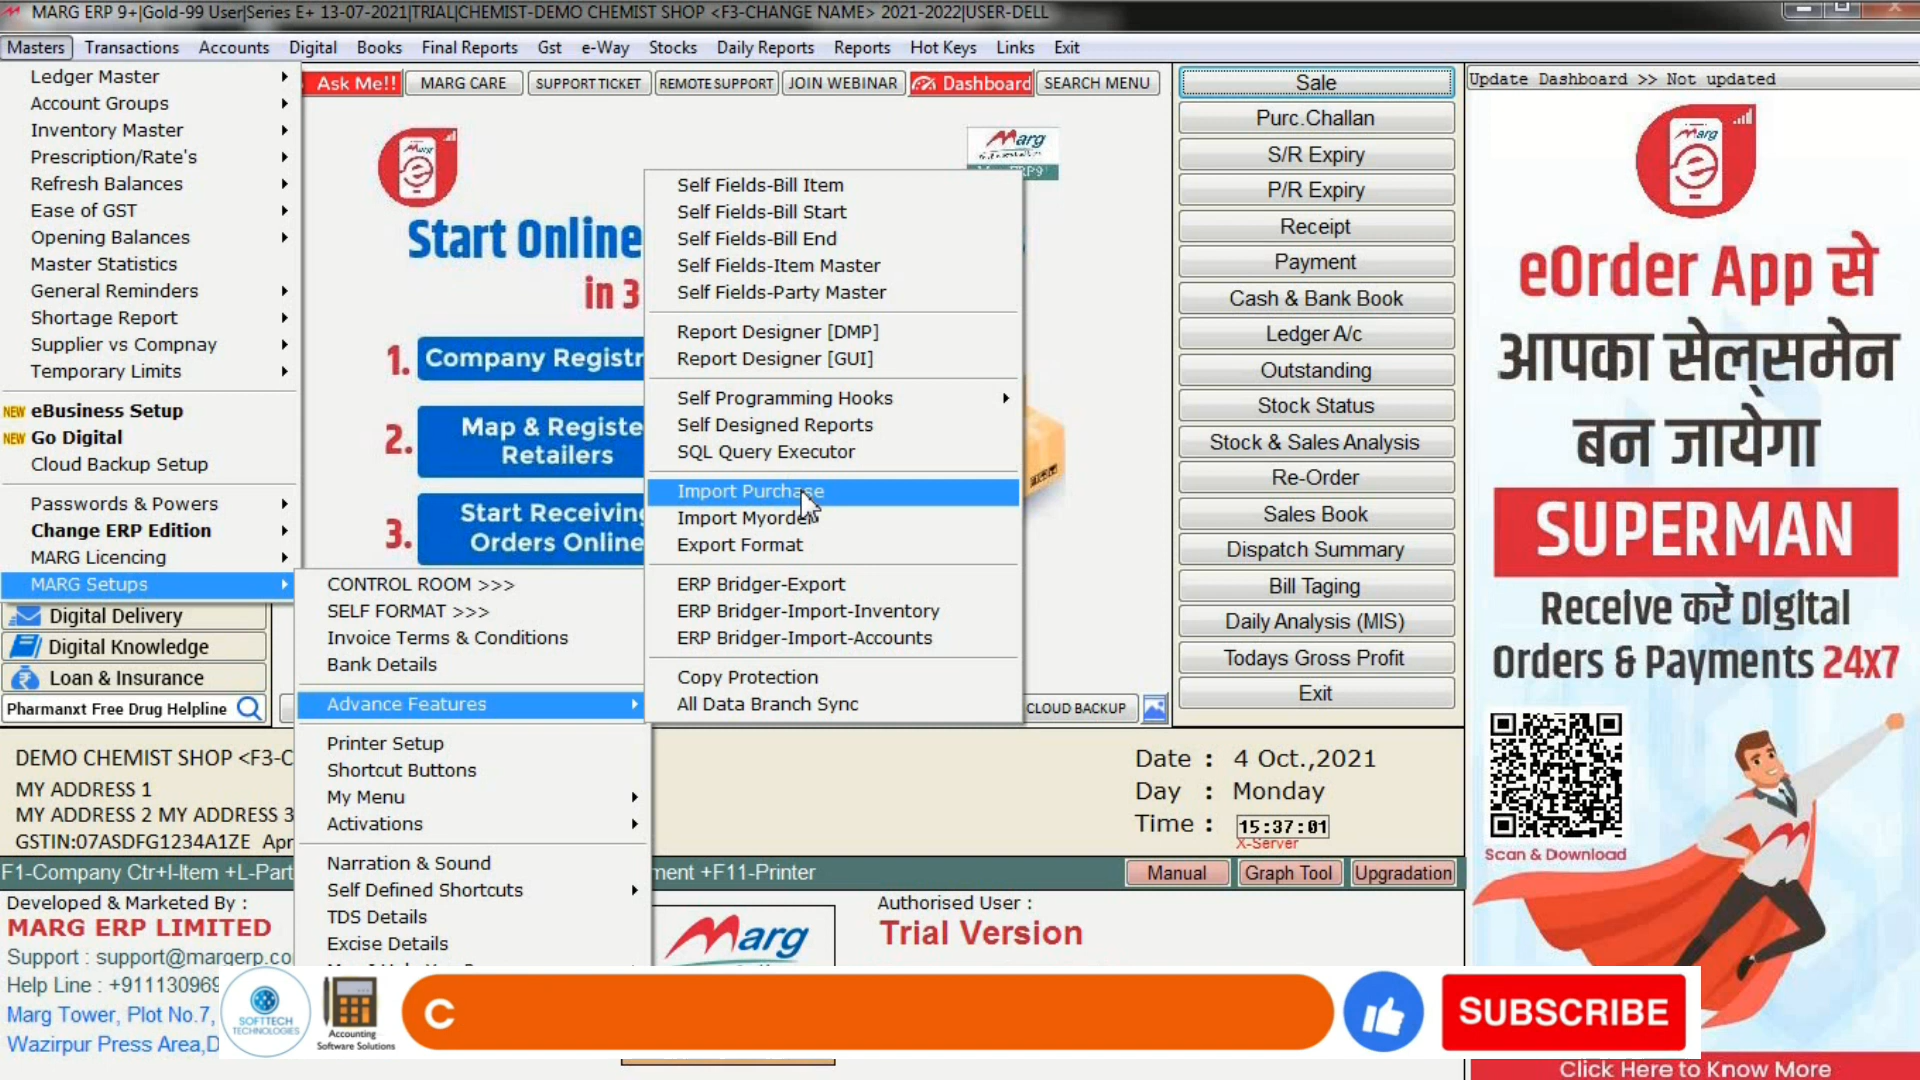 MARG ERP 9+|Gold-99 User|Series E+ 13-07-2021|TRIAL|CHEMIST-DEMO CHEMIST SHOP <F3-CHANGE NAME> 2021-2022|USER-DELL
Masters Transactions Accounts Digital Books Final Reports Gst e-Way Stocks Daily Reports Reports Hot Keys Links Exit
Ledger Master
Account Groups
Inventory Master
Prescription/Rate's
Refresh Balances
Ease of GST
Opening Balances
Master Statistics
General Reminders
Shortage Report
Supplier vs Compnay
Temporary Limits
NEW eBusiness Setup
NEW Go Digital
Cloud Backup Setup
Passwords & Powers
Change ERP Edition
MARG Licencing
MARG Setups
Digital Delivery
Digital Knowledge
Loan & Insurance
Pharmanxt Free Drug Helpline
Ask Me!! MARG CARE SUPPORT TICKET REMOTE SUPPORT JOIN WEBINAR Dashboard SEARCH MENU
Marg
e
Marg
Start Online
in 3
1. Company Registr
2. Map & Registe
Retailers
3. Start Receiving
Orders Online
CONTROL ROOM >>>
SELF FORMAT >>>
Invoice Terms & Conditions
Bank Details
Advance Features
Printer Setup
Shortcut Buttons
My Menu
Activations
Narration & Sound
Self Defined Shortcuts
TDS Details
Excise Details
Self Fields-Bill Item
Self Fields-Bill Start
Self Fields-Bill End
Self Fields-Item Master
Self Fields-Party Master
Report Designer [DMP]
Report Designer [GUI]
Self Programming Hooks
Self Designed Reports
SQL Query Executor
Import Purchase
Import Myorder
Export Format
ERP Bridger-Export
ERP Bridger-Import-Inventory
ERP Bridger-Import-Accounts
Copy Protection
All Data Branch Sync
CLOUD BACKUP
Sale
Purc.Challan
S/R Expiry
P/R Expiry
Receipt
Payment
Cash & Bank Book
Ledger A/c
Outstanding
Stock Status
Stock & Sales Analysis
Re-Order
Sales Book
Dispatch Summary
Bill Taging
Daily Analysis (MIS)
Todays Gross Profit
Exit
Update Dashboard >> Not updated
Marg
e
eOrder App से
आपका सेल्समेन
बन जायेगा
SUPERMAN
Receive करें Digital
Orders & Payments 24x7
Scan & Download
Click Here to Know More
DEMO CHEMIST SHOP <F3-C
MY ADDRESS 1
MY ADDRESS 2 MY ADDRESS 3
GSTIN:07ASDFG1234A1ZE Apr
Date : 4 Oct.,2021
Day : Monday
Time : 15:37:01
X-Server
F1-Company Ctr+I-Item +L-Part
ment +F11-Printer
Manual Graph Tool Upgradation
Developed & Marketed By :
MARG ERP LIMITED
Support : support@margerp.co
Help Line : +91113096
Marg Tower, Plot No.7,
Wazirpur Press Area,D
Marg
Authorised User :
Trial Version
SOFTTECH
TECHNOLOGIES
Accounting
Software Solutions
C
SUBSCRIBE